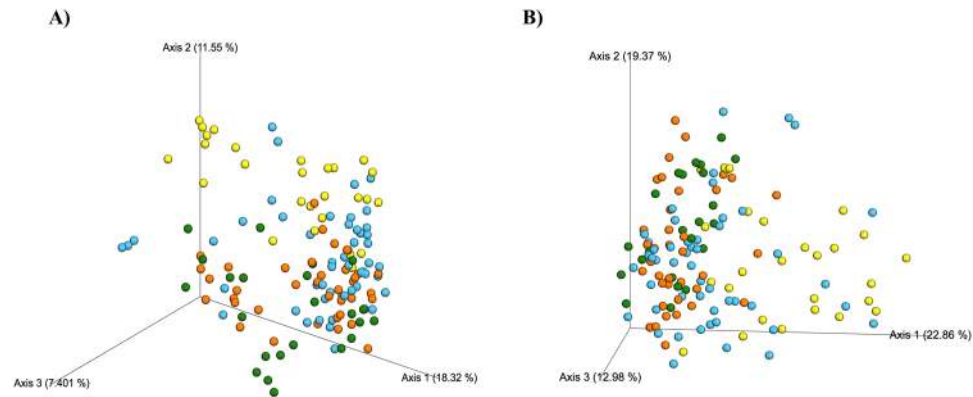 A)
Axis 2 (11.55 %)
Axis 3 (7.401 %)
Axis 1 (18.32 %)
B)
Axis 2 (19.37 %)
Axis 1 (22.86 %)
Axis 3 (12.98 %)